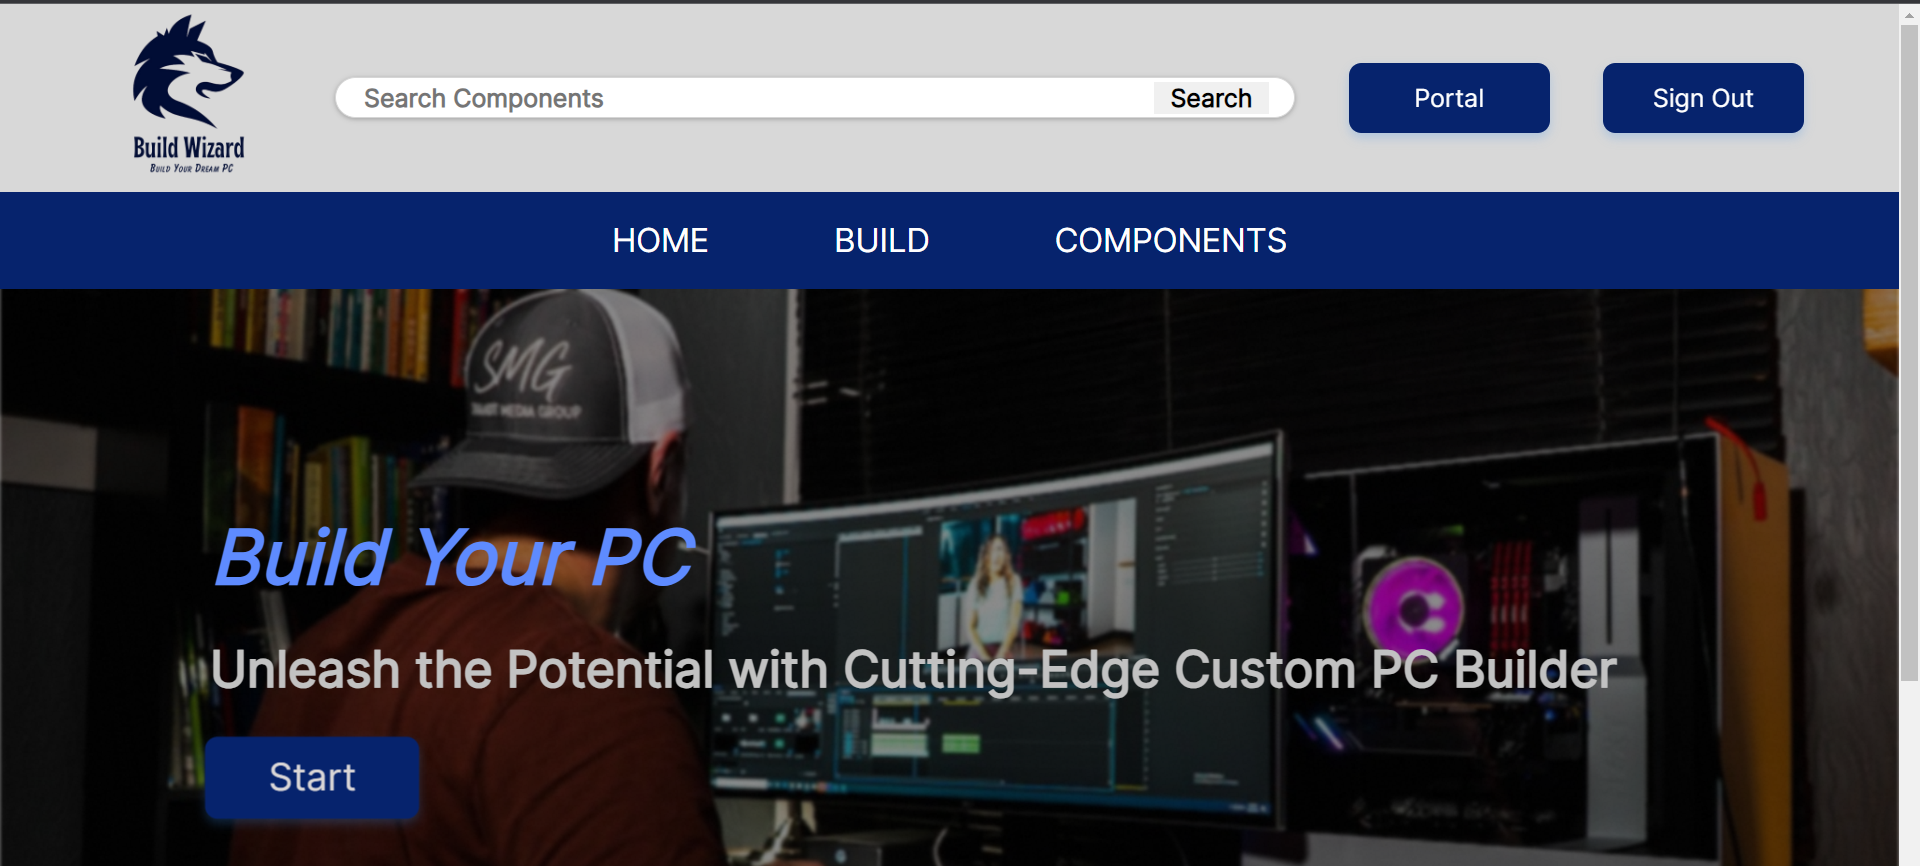 Build Wizard
Build Your Dream PC
Search Components
Search
Portal
Sign Out
HOME
BUILD
COMPONENTS
SMG
MEDIA GROUP
Build Your PC
Unleash the Potential with Cutting-Edge Custom PC Builder
Start